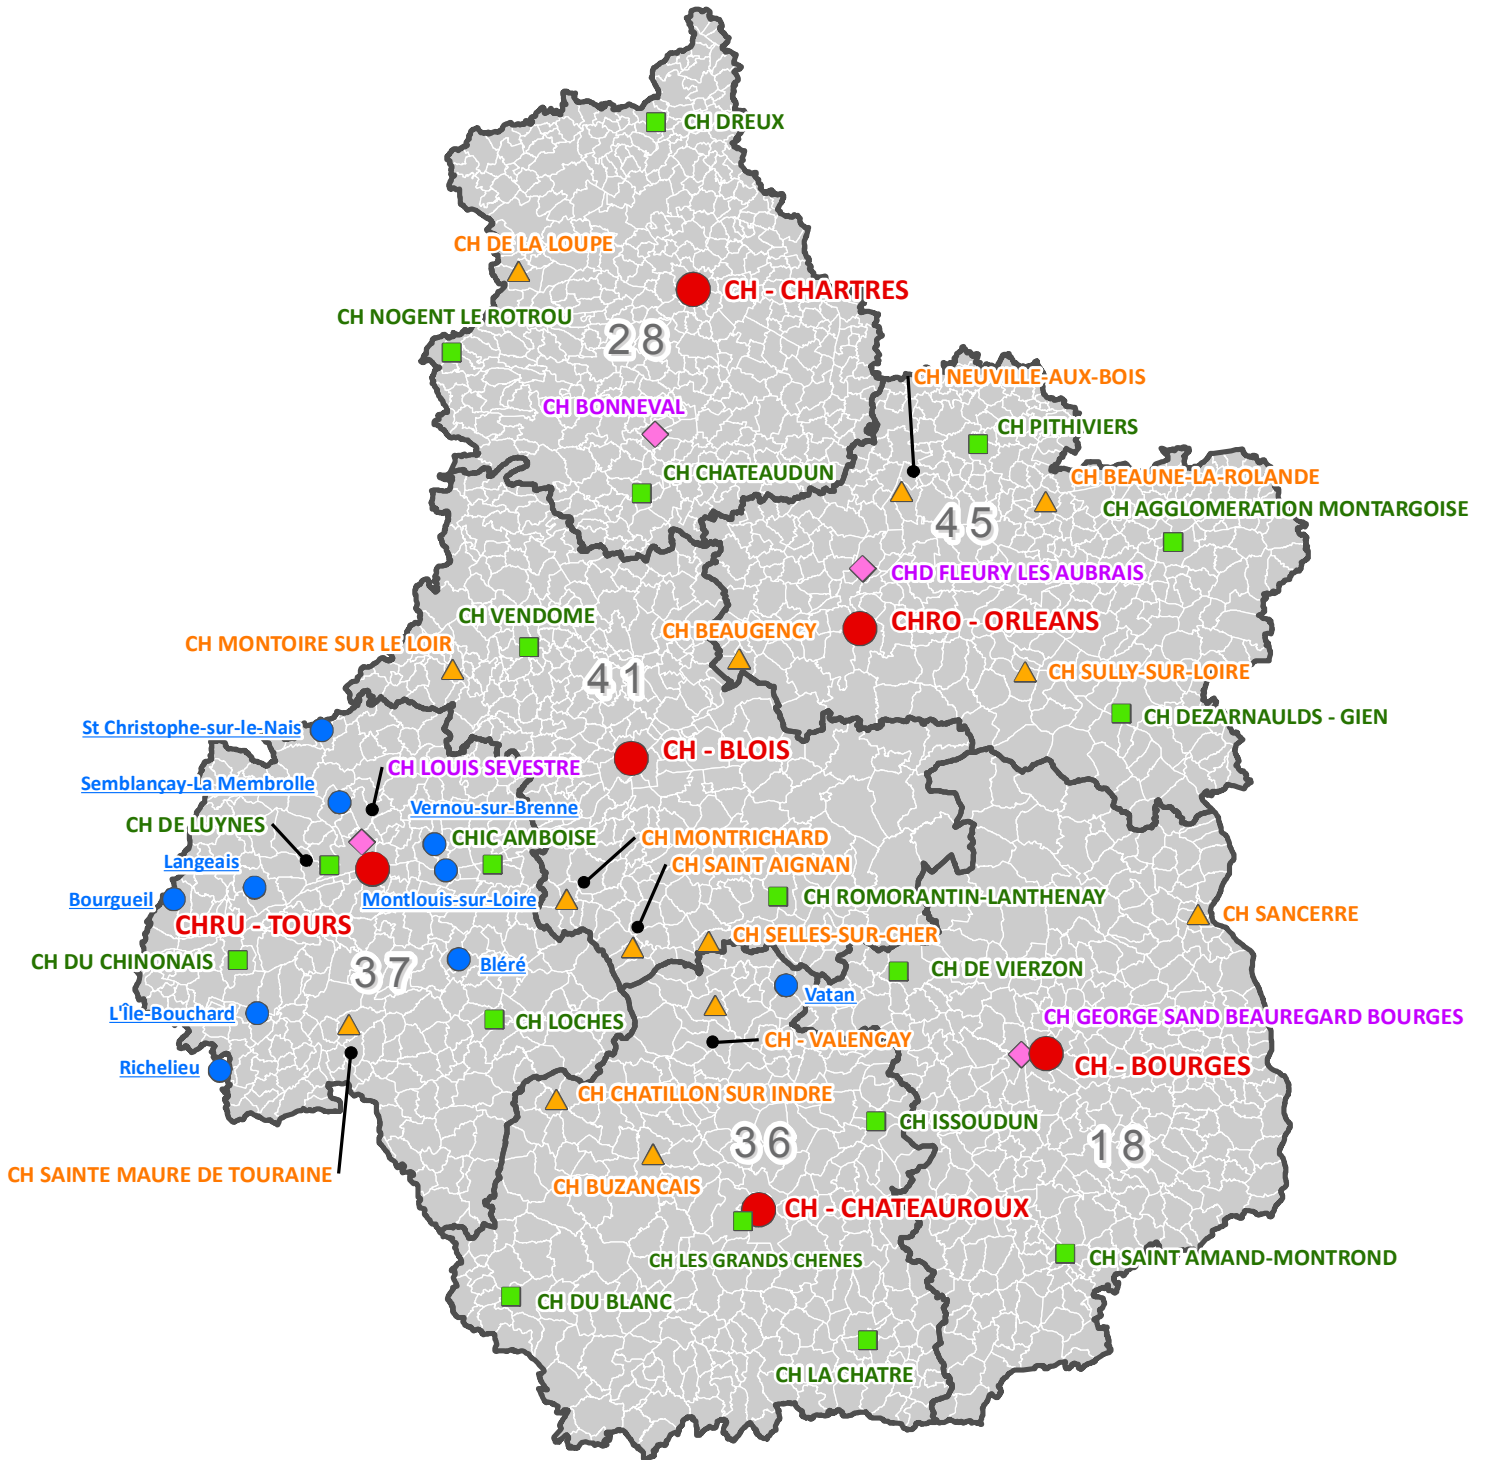 CH DREUX
CH DE LA LOUPE
CH - CHARTRES
CH NOGENT LE ROTROU
28
CH NEUVILLE-AUX-BOIS
CH BONNEVAL
CH PITHIVIERS
CH CHATEAUDUN
CH BEAUNE-LA-ROLANDE
CH AGGLOMERATION MONTARGOISE
45
CHD FLEURY LES AUBRAIS
CH VENDOME
CHRO - ORLEANS
CH BEAUGENCY
CH MONTOIRE SUR LE LOIR
CH SULLY-SUR-LOIRE
41
CH DEZARNAULDS - GIEN
St Christophe-sur-le-Nais
CH - BLOIS
CH LOUIS SEVESTRE
Semblançay-La Membrolle
Vernou-sur-Brenne
CH DE LUYNES
CHIC AMBOISE
CH MONTRICHARD
Langeais
CH SAINT AIGNAN
Bourgueil
Montlouis-sur-Loire
CH ROMORANTIN-LANTHENAY
CH SANCERRE
CHRU - TOURS
CH SELLES-SUR-CHER
CH DU CHINONAIS
37
Bléré
CH DE VIERZON
Vatan
L'Île-Bouchard
CH LOCHES
CH GEORGE SAND BEAUREGARD BOURGES
CH - VALENCAY
Richelieu
CH - BOURGES
CH CHATILLON SUR INDRE
CH ISSOUDUN
36
18
CH SAINTE MAURE DE TOURAINE
CH BUZANCAIS
CH - CHATEAUROUX
CH LES GRANDS CHENES
CH SAINT AMAND-MONTROND
CH DU BLANC
CH LA CHATRE